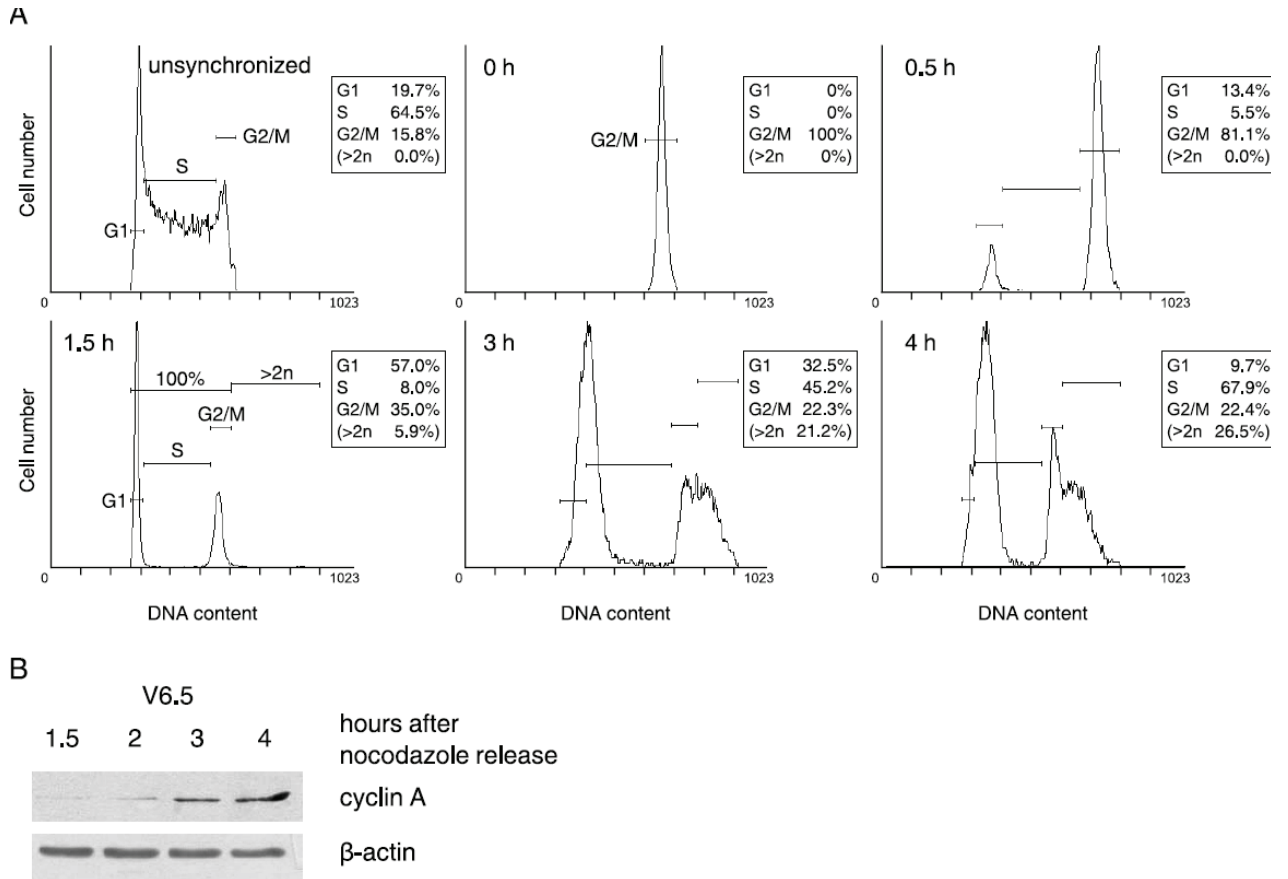 A
unsynchronized
G1 19.7%
S 64.5%
G2/M 15.8%
(>2n 0.0%)
G2/M
S
G1
Cell number
0
1023
0 h
G1 0%
S 0%
G2/M 100%
(>2n 0%)
G2/M
0
1023
0.5 h
G1 13.4%
S 5.5%
G2/M 81.1%
(>2n 0.0%)
0
1023
1.5 h
G1 57.0%
S 8.0%
G2/M 35.0%
(>2n 5.9%)
100%
>2n
G2/M
S
G1
Cell number
0
1023
DNA content
3 h
G1 32.5%
S 45.2%
G2/M 22.3%
(>2n 21.2%)
0
1023
DNA content
4 h
G1 9.7%
S 67.9%
G2/M 22.4%
(>2n 26.5%)
0
1023
DNA content
B
V6.5
1.5 2 3 4
hours after
nocodazole release
cyclin A
β-actin